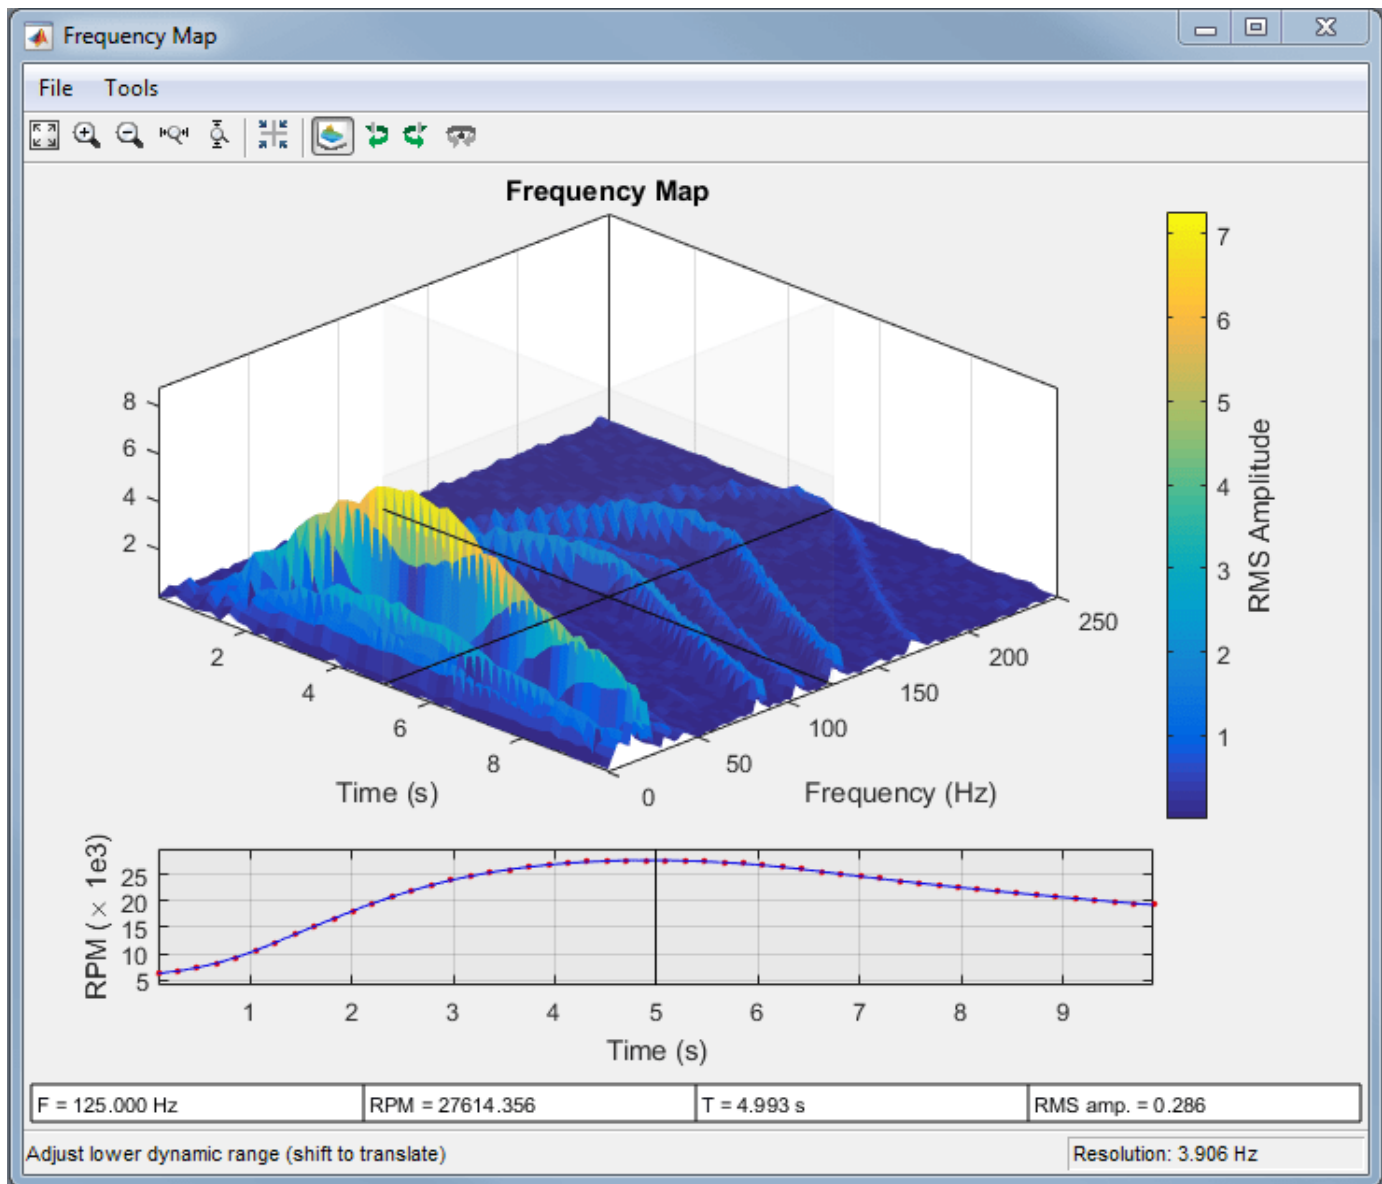 Frequency Map
File Tools
Frequency Map
8
6
4
2
2
4
6
8
Time (s)
0
50
100
150
200
250
Frequency (Hz)
7
6
5
4
3
2
1
RMS Amplitude
RPM ( × 1e3)
25
20
15
10
5
1 2 3 4 5 6 7 8 9
Time (s)
F = 125.000 Hz RPM = 27614.356 T = 4.993 s RMS amp. = 0.286
Adjust lower dynamic range (shift to translate) Resolution: 3.906 Hz